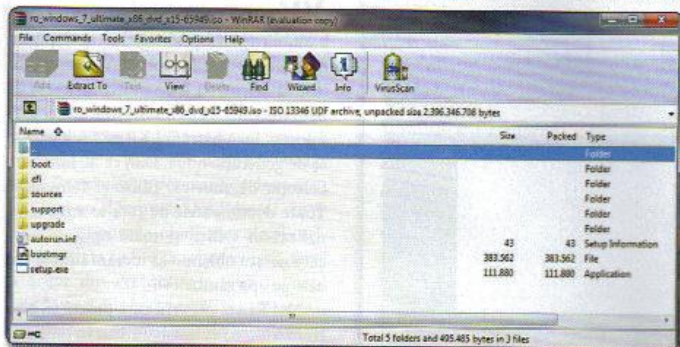 ro_windows_7_ultimate_x86_dvd_x15-65949.iso - WinRAR (evaluation copy)
File Commands Tools Favorites Options Help
Add Extract To Test View Delete Find Wizard Info VirusScan
ro_windows_7_ultimate_x86_dvd_x15-65949.iso - ISO 13346 UDF archive, unpacked size 2.396.346.706 bytes
Name Size Packed Type
.. Folder
boot Folder
efi Folder
sources Folder
support Folder
upgrade Folder
autorun.inf 43 43 Setup Information
bootmgr 383.562 383.562 File
setup.exe 111.880 111.880 Application
Total 5 folders and 495.485 bytes in 3 files